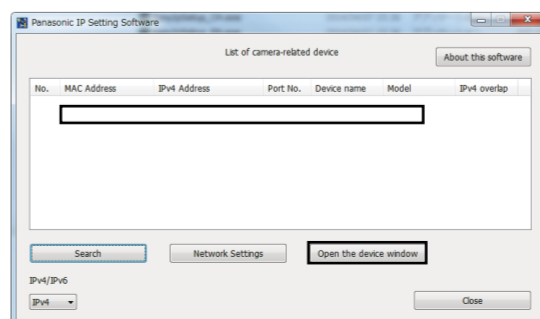 Panasonic IP Setting Software
List of camera-related device
About this software
No. MAC Address IPv4 Address Port No. Device name Model IPv4 overlap
Search Network Settings Open the device window
IPv4/IPv6
IPv4 Close